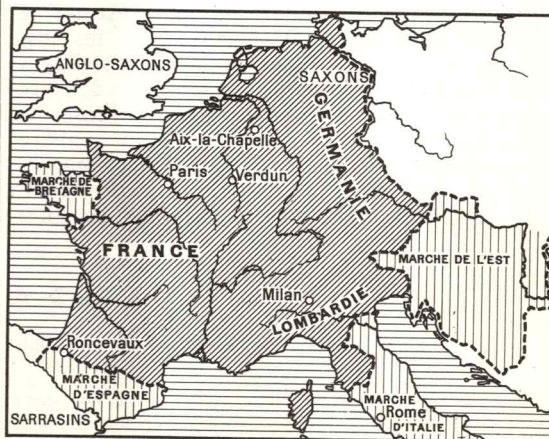 ANGLO-SAXONS
SAXONS
GERMANIE
Aix-la-Chapelle
Paris
Verdun
MARCHE DE
BRETAGNE
FRANCE
MARCHE DE L'EST
Milan
LOMBARDIE
Roncevaux
MARCHE
D'ESPAGNE
SARRASINS
MARCHE
Rome
D'ITALIE